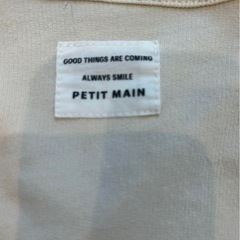 GOOD THINGS ARE COMING
ALWAYS SMILE
PETIT MAIN